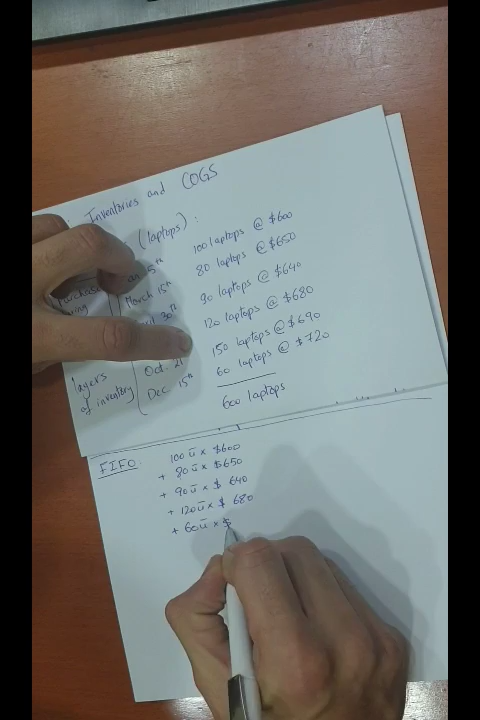 Inventories and COGS
(laptops) :
5th 100 laptops @ $600
March 15th 80 laptops @ $650
30th 90 laptops @ $640
120 laptops @ $680
Oct. 21 150 laptops @ $690
Dec. 15th 60 laptops @ $720
layers
of inventory
600 laptops
FIFO:
100 ū x $600
+ 80 ū x $650
+ 90 ū x $ 640
+ 120 ū x $ 680
+ 60 ū x $